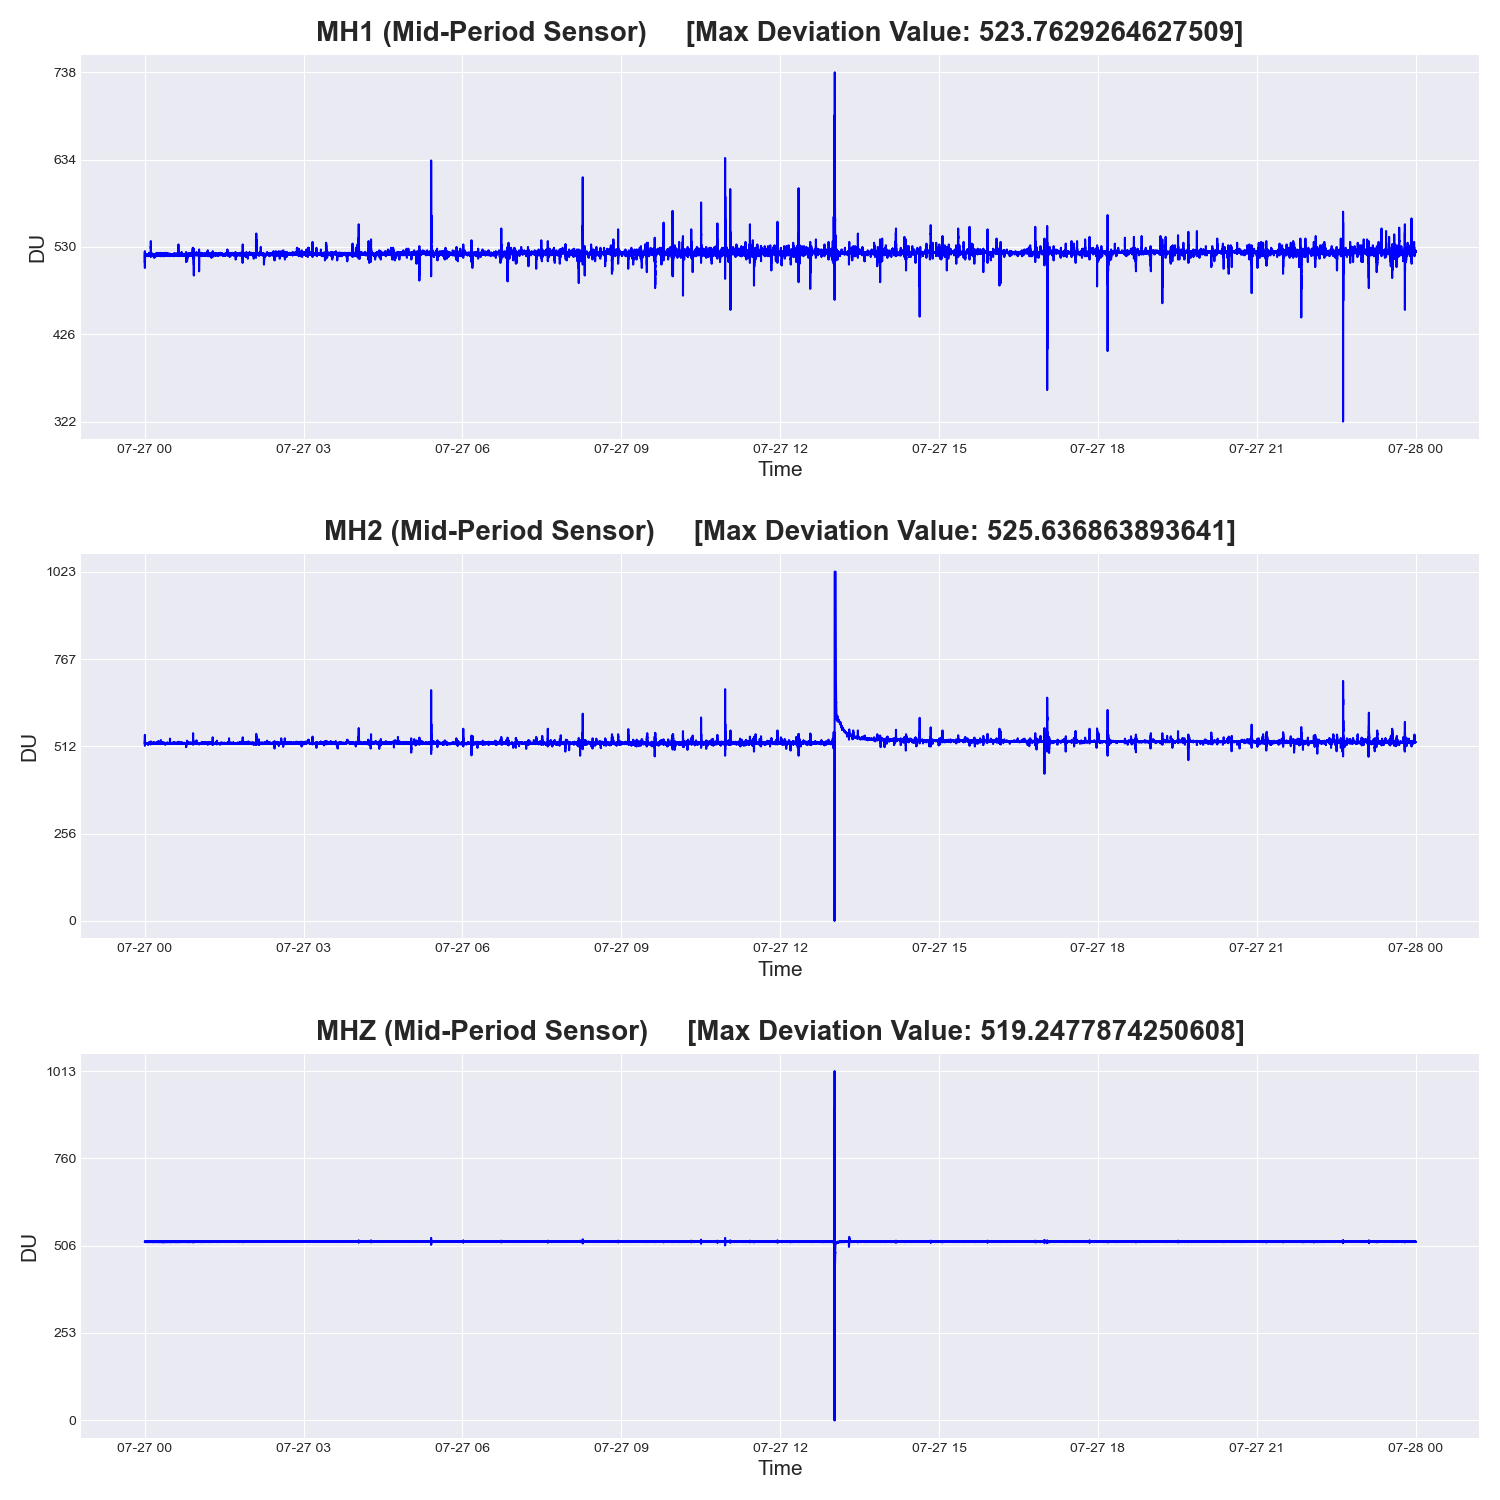 MH1 (Mid-Period Sensor) [Max Deviation Value: 523.7629264627509]
738
634
530
426
322
DU
07-27 00 07-27 03 07-27 06 07-27 09 07-27 12 07-27 15 07-27 18 07-27 21 07-28 00
Time
MH2 (Mid-Period Sensor) [Max Deviation Value: 525.636863893641]
1023
767
512
256
0
DU
07-27 00 07-27 03 07-27 06 07-27 09 07-27 12 07-27 15 07-27 18 07-27 21 07-28 00
Time
MHZ (Mid-Period Sensor) [Max Deviation Value: 519.2477874250608]
1013
760
506
253
0
DU
07-27 00 07-27 03 07-27 06 07-27 09 07-27 12 07-27 15 07-27 18 07-27 21 07-28 00
Time